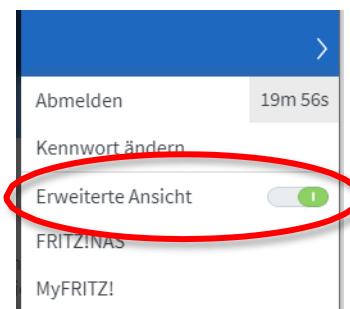 Abmelden 19m 56s
Kennwort ändern
Erweiterte Ansicht
FRITZ!NAS
MyFRITZ!